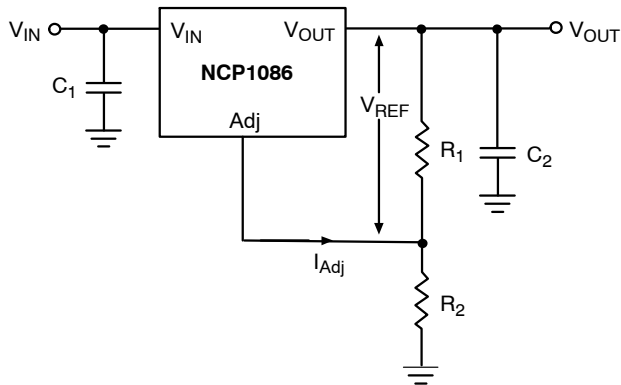 V_IN
V_IN
V_OUT
V_OUT
NCP1086
C_1
V_REF
Adj
R_1
C_2
I_Adj
R_2